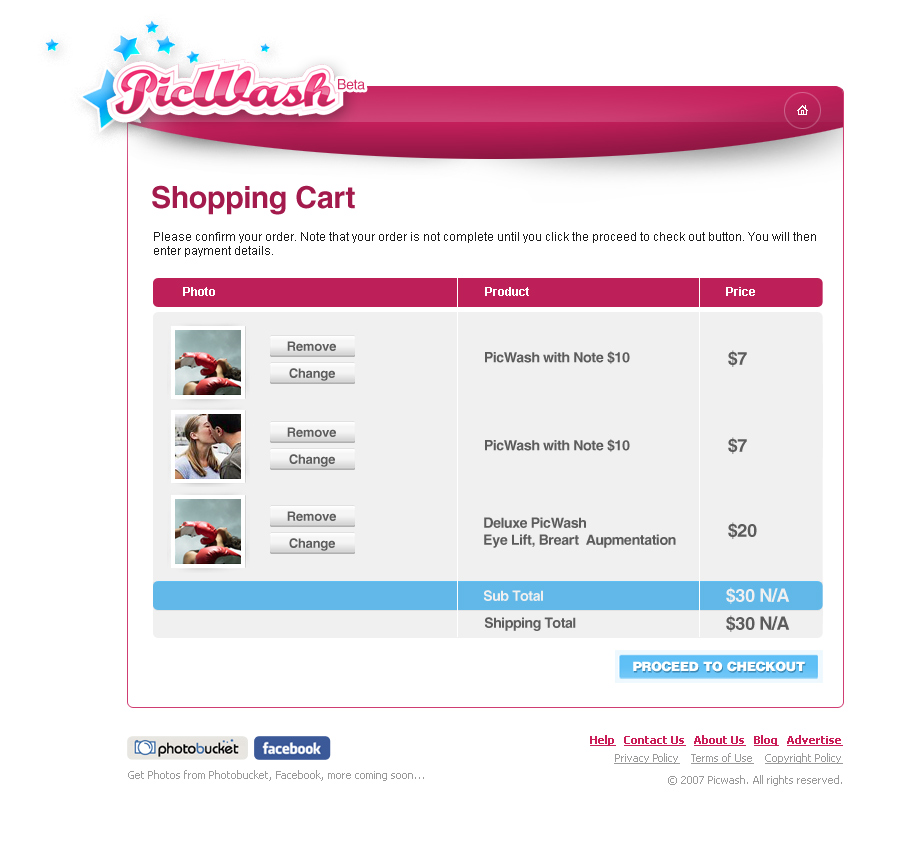 PicWash Beta
Shopping Cart
Please confirm your order. Note that your order is not complete until you click the proceed to check out button. You will then
enter payment details.
Photo Product Price
Remove
Change
PicWash with Note $10 $7
Remove
Change
PicWash with Note $10 $7
Remove
Change
Deluxe PicWash
Eye Lift, Breart Aupmentation $20
Sub Total $30 N/A
Shipping Total $30 N/A
PROCEED TO CHECKOUT
photobucket facebook
Get Photos from Photobucket, Facebook, more coming soon...
Help Contact Us About Us Blog Advertise
Privacy Policy Terms of Use Copyright Policy
© 2007 Picwash. All rights reserved.